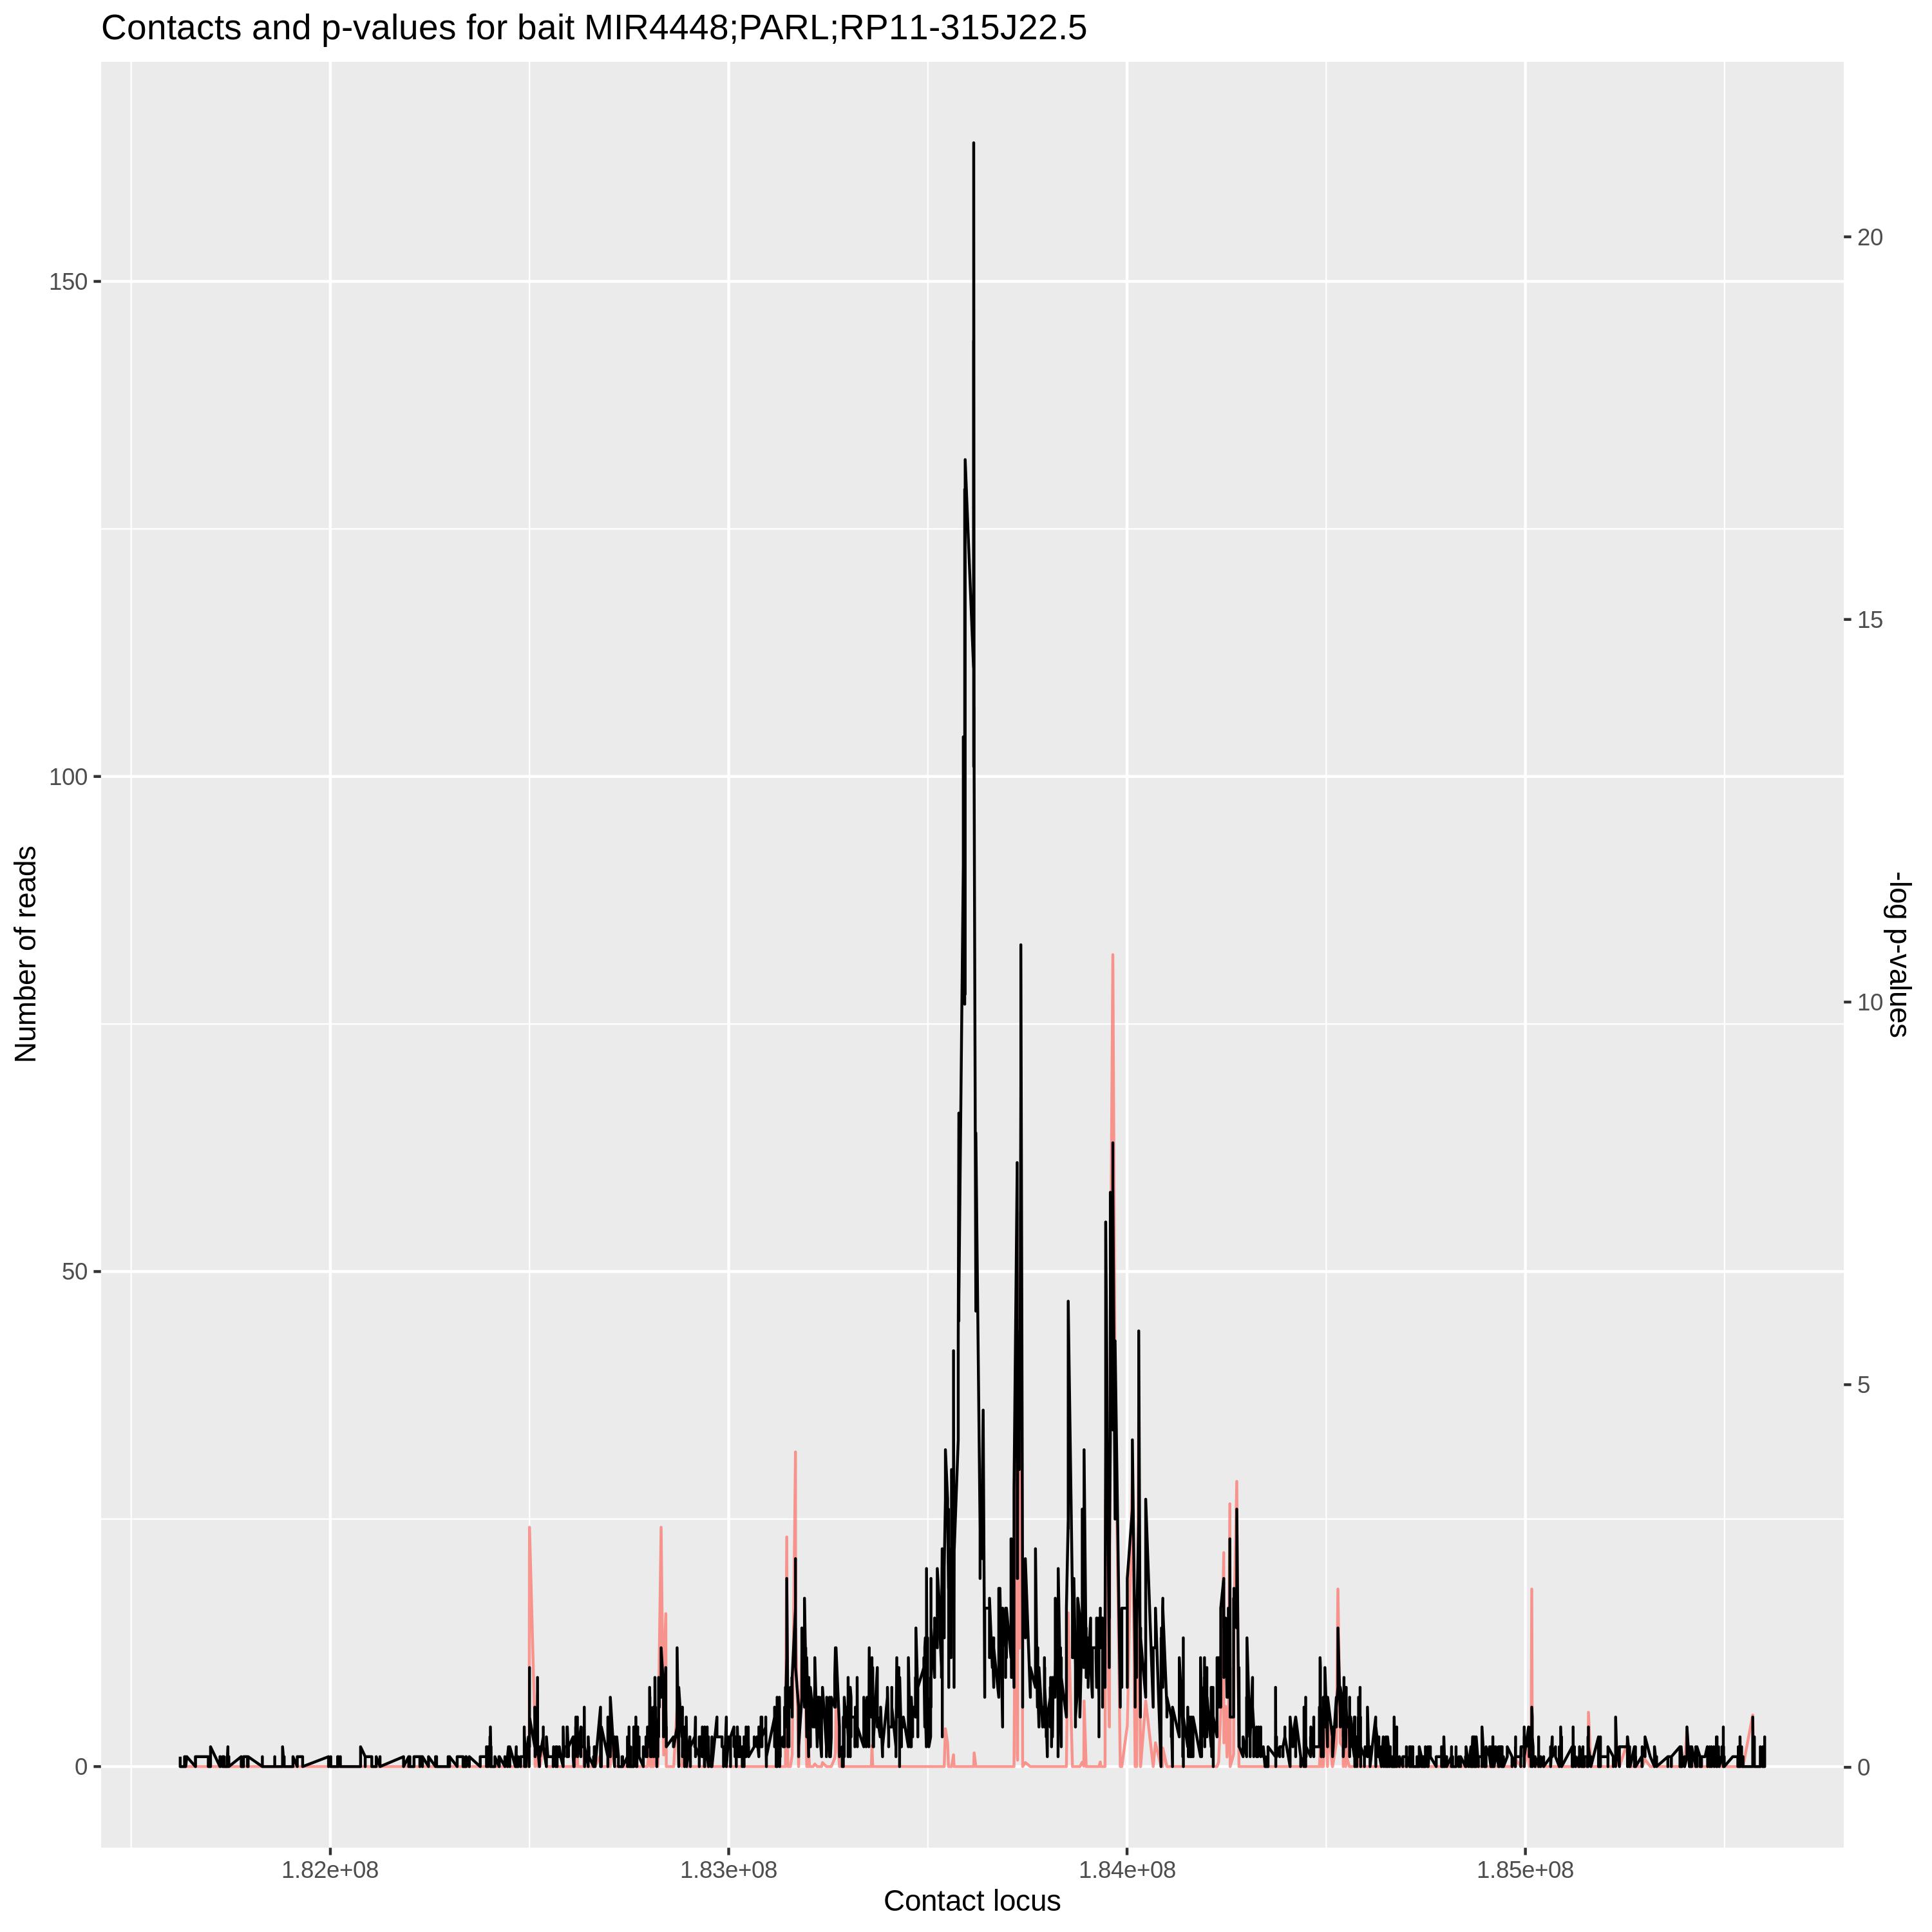 Contacts and p-values for bait MIR4448;PARL;RP11-315J22.5
150
100
50
0
Number of reads
20
15
10
5
0
-log p-values
1.82e+08
1.83e+08
1.84e+08
1.85e+08
Contact locus